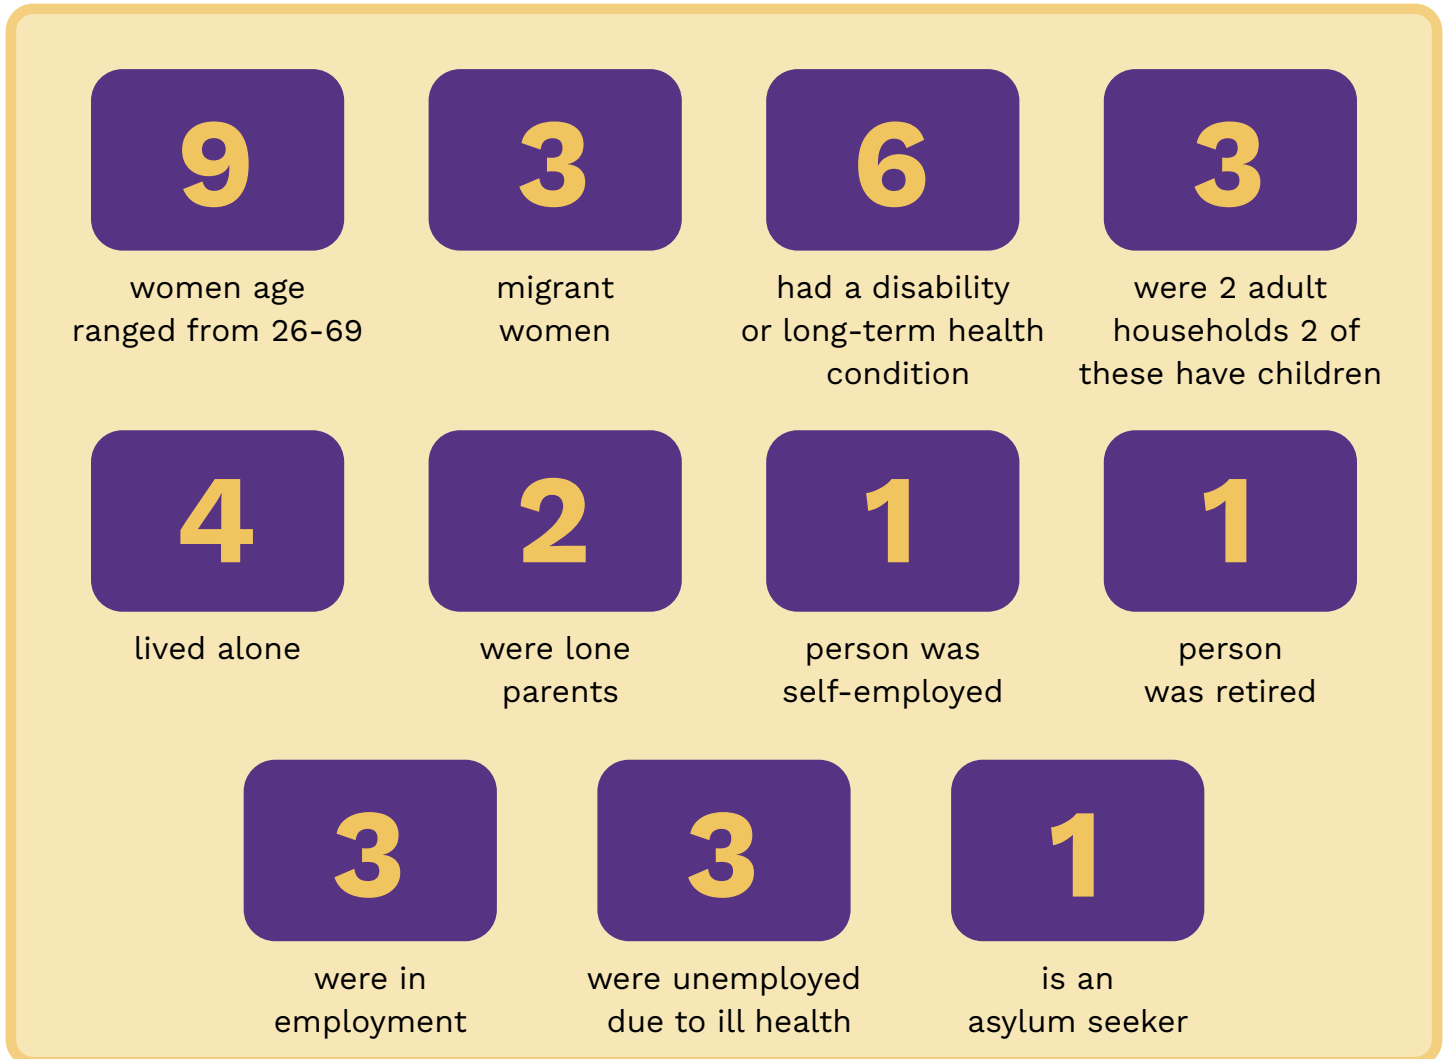 9
women age
ranged from 26-69
3
migrant
women
6
had a disability
or long-term health
condition
3
were 2 adult
households 2 of
these have children
4
lived alone
2
were lone
parents
1
person was
self-employed
1
person
was retired
3
were in
employment
3
were unemployed
due to ill health
1
is an
asylum seeker